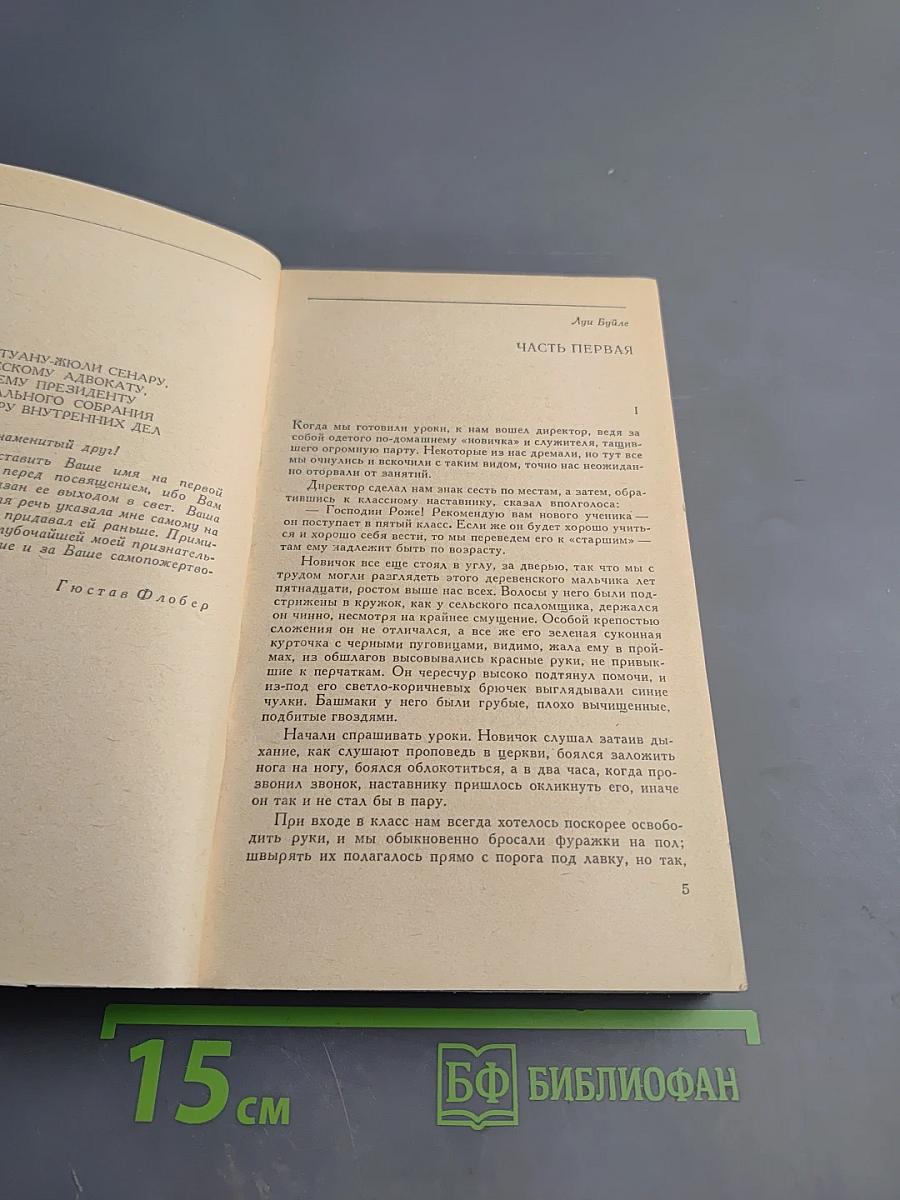 ТУАНУ-ЖЮЛИ СЕНАРУ,
СКОМУ АДВОКАТУ,
ЕМУ ПРЕЗИДЕНТУ
АЛЬНОГО СОБРАНИЯ
РУ ВНУТРЕННИХ ДЕЛ
наменитый друг!
ставить Ваше имя на первой
перед посвящением, ибо Вам
зан ее выходом в свет. Ваша
я речь указала мне самому на
придавал ей раньше. Прими-
лубочайшей моей признатель-
ие и за Ваше самопожертво-
Гюстав Флобер
Луи Буйле
ЧАСТЬ ПЕРВАЯ
I
Когда мы готовили уроки, к нам вошел директор, ведя за
собой одетого по-домашнему «новичка» и служителя, тащив-
шего огромную парту. Некоторые из нас дремали, но тут все
мы очнулись и вскочили с таким видом, точно нас неожидан-
но оторвали от занятий.
Директор сделал нам знак сесть по местам, а затем, обра-
тившись к классному наставнику, сказал вполголоса:
— Господин Роже! Рекомендую вам нового ученика —
он поступает в пятый класс. Если же он будет хорошо учить-
ся и хорошо себя вести, то мы переведем его к «старшим» —
там ему надлежит быть по возрасту.
Новичок все еще стоял в углу, за дверью, так что мы с
трудом могли разглядеть этого деревенского мальчика лет
пятнадцати, ростом выше нас всех. Волосы у него были под-
стрижены в кружок, как у сельского псаломщика, держался
он чинно, несмотря на крайнее смущение. Особой крепостью
сложения он не отличался, а все же его зеленая суконная
курточка с черными пуговицами, видимо, жала ему в прой-
мах, из обшлагов высовывались красные руки, не привык-
шие к перчаткам. Он чересчур высоко подтянул помочи, и
из-под его светло-коричневых брючек выглядывали синие
чулки. Башмаки у него были грубые, плохо вычищенные,
подбитые гвоздями.
Начали спрашивать уроки. Новичок слушал затаив ды-
хание, как слушают проповедь в церкви, боялся заложить
нога на ногу, боялся облокотиться, а в два часа, когда про-
звонил звонок, наставнику пришлось окликнуть его, иначе
он так и не стал бы в пару.
При входе в класс нам всегда хотелось поскорее освобо-
дить руки, и мы обыкновенно бросали фуражки на пол;
швырять их полагалось прямо с порога под лавку, но так,
5
15 см
БФ БИБЛИОФАН